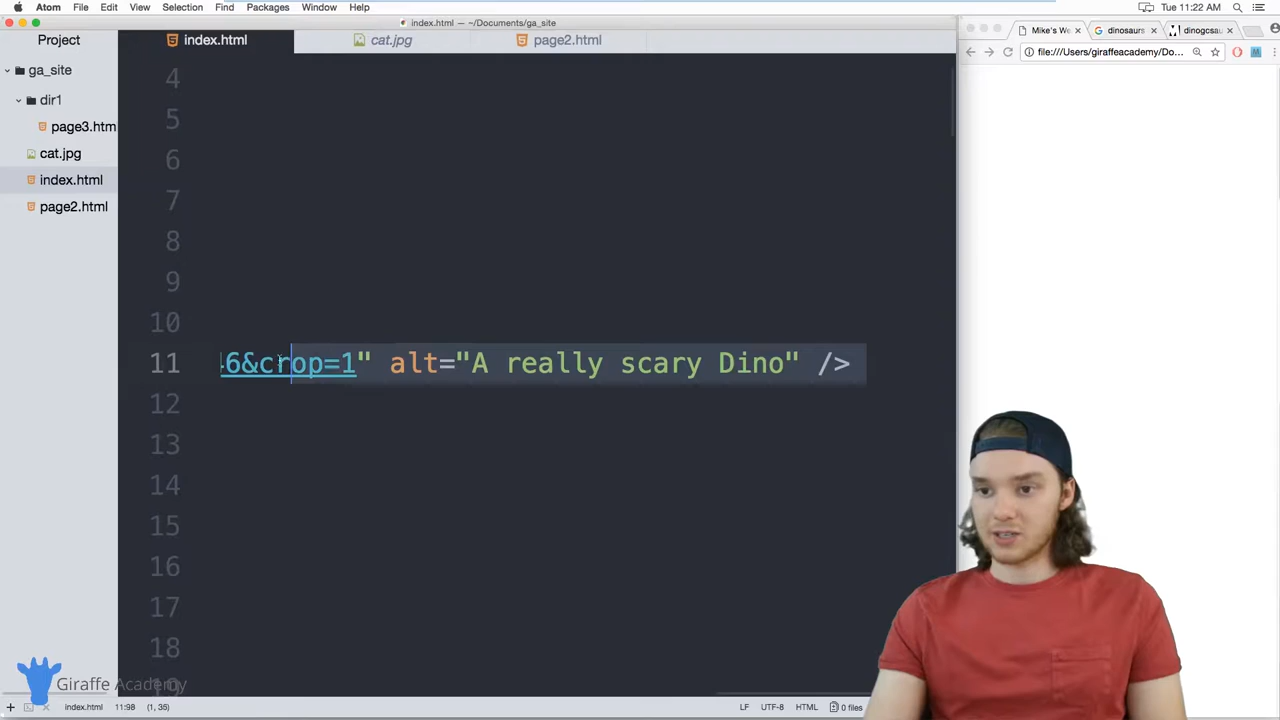 Atom File Edit View Selection Find Packages Window Help Tue 11:22 AM
index.html — ~/Documents/ga_site
Project index.html cat.jpg page2.html
Mike's We dinosaurs dinogcsau
file:///Users/giraffeacademy/Do...
ga_site
dir1
page3.htm
cat.jpg
index.html
page2.html
4
5
6
7
8
9
10
11 46&crop=1" alt="A really scary Dino" />
12
13
14
15
16
17
18
19
Giraffe Academy
index.html 11:98 (1, 35) LF UTF-8 HTML 0 files